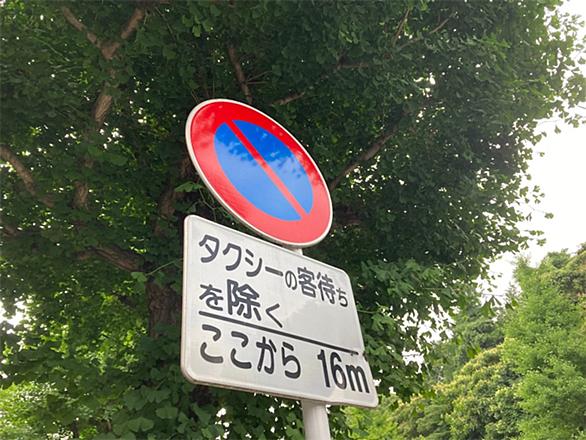 タクシーの客待ち
を除く
ここから 16m